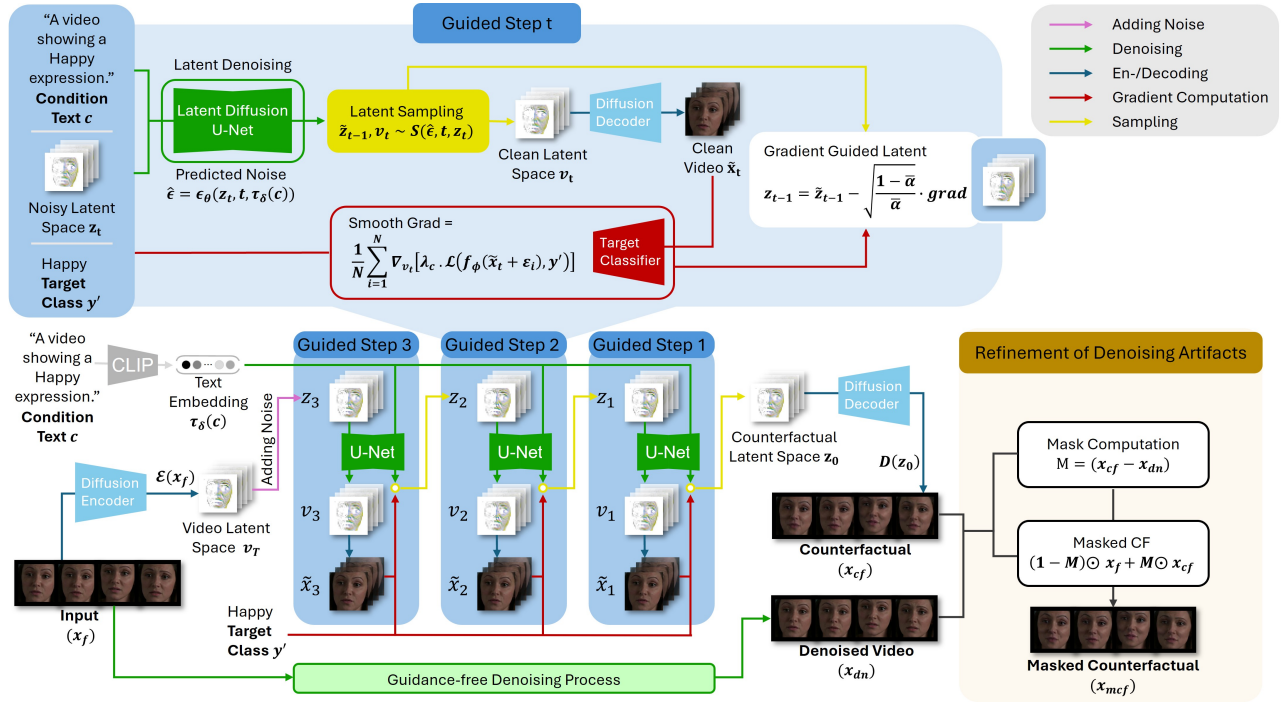 Guided Step t
Adding Noise
Denoising
En-/Decoding
Gradient Computation
Sampling
“A video
showing a
Happy
expression.”
Condition
Text c
Noisy Latent
Space z_t
Happy
Target
Class y′
Latent Denoising
Latent Diffusion
U-Net
Predicted Noise
ε̂ = ϵ_θ(z_t, t, τ_δ(c))
Latent Sampling
z̃_{t−1}, v_t ~ S(ε̂, t, z_t)
Clean Latent
Space v_t
Diffusion
Decoder
Clean
Video x̃_t
Gradient Guided Latent
z_{t−1} = z̃_{t−1} − √((1 − α̅)/α̅) · grad
Smooth Grad =
1/N ∑_{i=1}^{N} ∇_{v_t}[λ_c . ℒ(f_ϕ(x̃_t + ε_i), y′)]
Target
Classifier
“A video
showing a
Happy
expression.”
Condition
Text c
CLIP
Text
Embedding
τ_δ(c)
Adding Noise
Diffusion
Encoder
ℰ(x_f)
Video Latent
Space v_T
Input
(x_f)
Guided Step 3
z_3
U-Net
v_3
x̃_3
Guided Step 2
z_2
U-Net
v_2
x̃_2
Guided Step 1
z_1
U-Net
v_1
x̃_1
Happy
Target
Class y′
Guidance-free Denoising Process
Counterfactual
Latent Space z_0
Diffusion
Decoder
D(z_0)
Counterfactual
(x_cf)
Denoised Video
(x_dn)
Refinement of Denoising Artifacts
Mask Computation
M = (x_cf − x_dn)
Masked CF
(1 − M)⊙ x_f + M⊙ x_cf
Masked Counterfactual
(x_mcf)